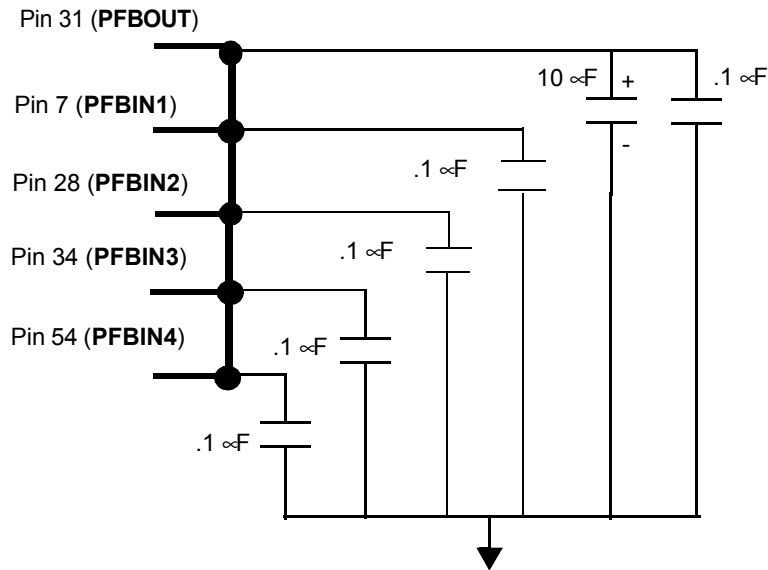 Pin 31 (PFBOUT)
10 ∝F
+
.1 ∝F
Pin 7 (PFBIN1)
-
.1 ∝F
Pin 28 (PFBIN2)
.1 ∝F
Pin 34 (PFBIN3)
Pin 54 (PFBIN4)
.1 ∝F
.1 ∝F